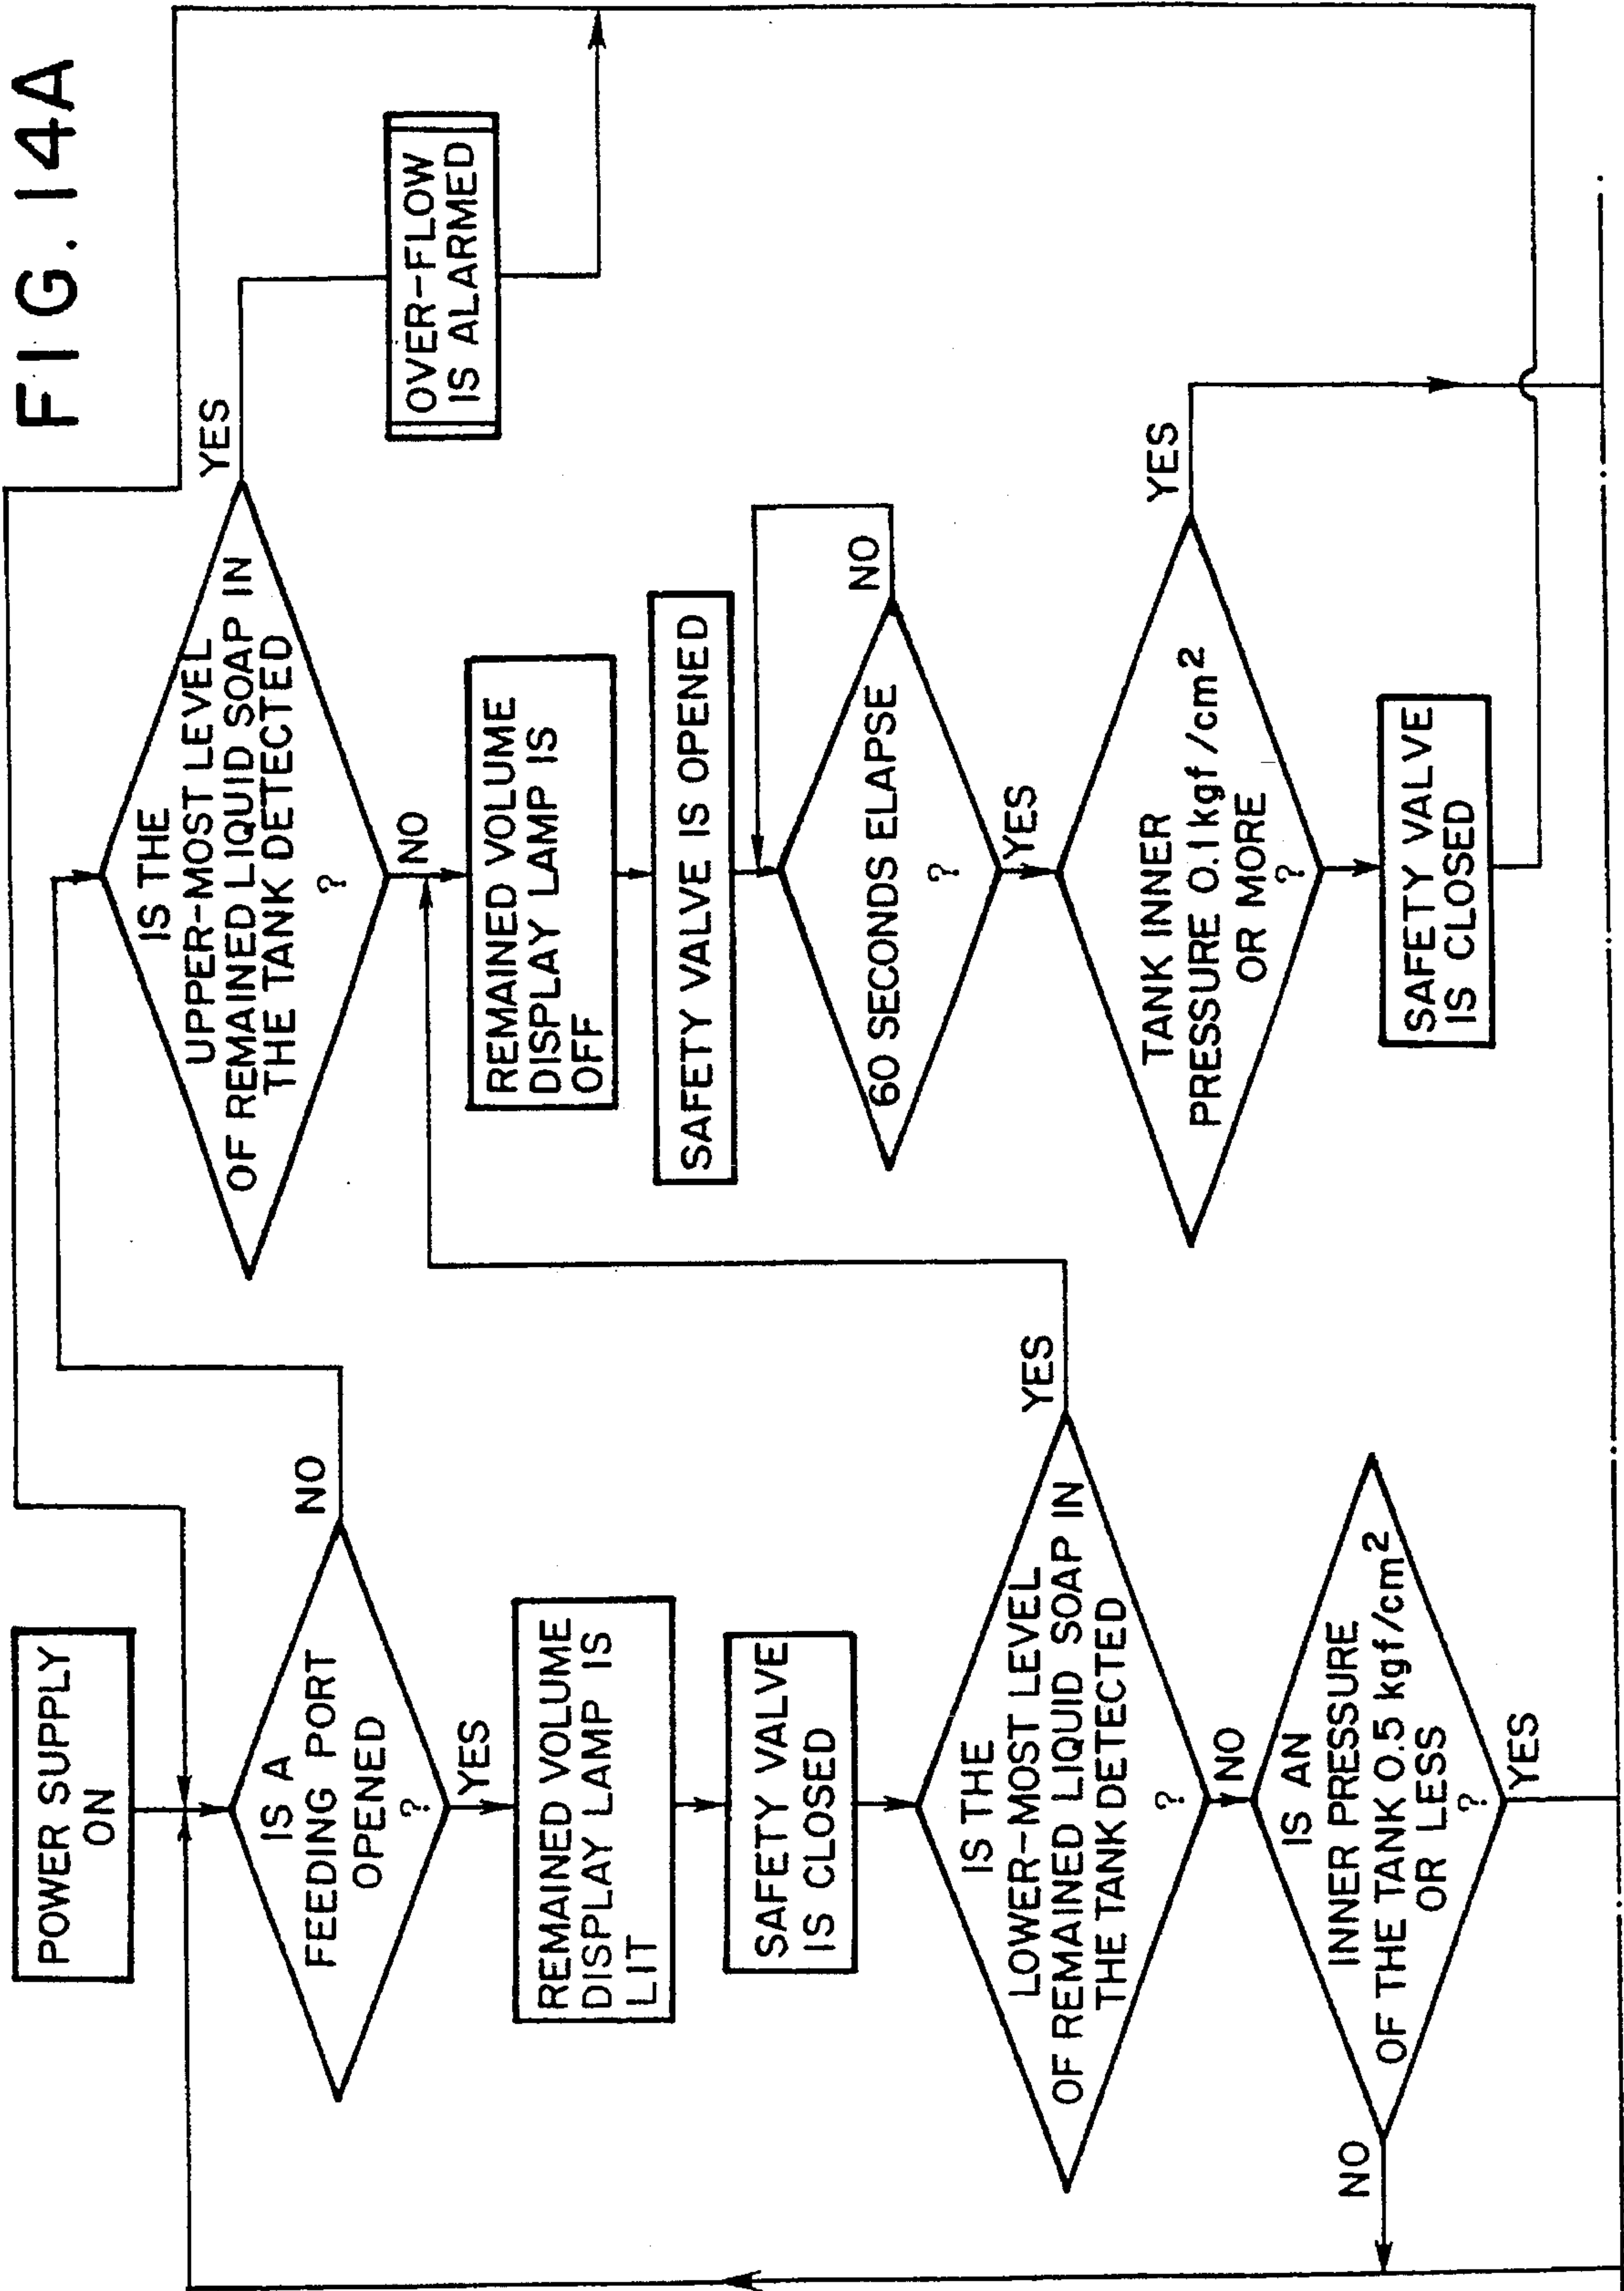 FIG. 14A
POWER SUPPLY
ON
IS A
FEEDING PORT
OPENED
?
NO
YES
REMAINED VOLUME
DISPLAY LAMP IS
LIT
SAFETY VALVE
IS CLOSED
IS THE
LOWER-MOST LEVEL
OF REMAINED LIQUID SOAP IN
THE TANK DETECTED
?
YES
NO
IS AN
INNER PRESSURE
OF THE TANK 0.5 kgf/cm²
OR LESS
?
NO
YES
IS THE
UPPER-MOST LEVEL
OF REMAINED LIQUID SOAP IN
THE TANK DETECTED
?
YES
NO
OVER-FLOW
IS ALARMED
REMAINED VOLUME
DISPLAY LAMP IS
OFF
SAFETY VALVE IS OPENED
60 SECONDS ELAPSE
?
NO
YES
TANK INNER
PRESSURE 0.1 kgf/cm²
OR MORE
?
YES
SAFETY VALVE
IS CLOSED